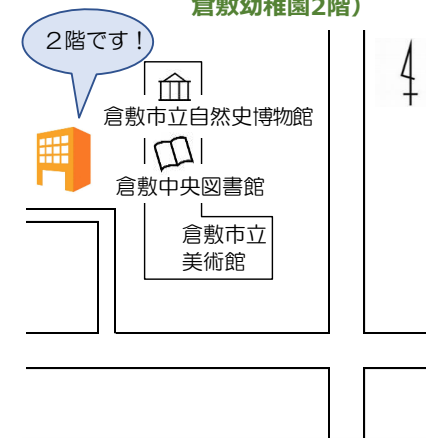 倉敷幼稚園2階）
２階です！
倉敷市立自然史博物館
倉敷中央図書館
倉敷市立
美術館